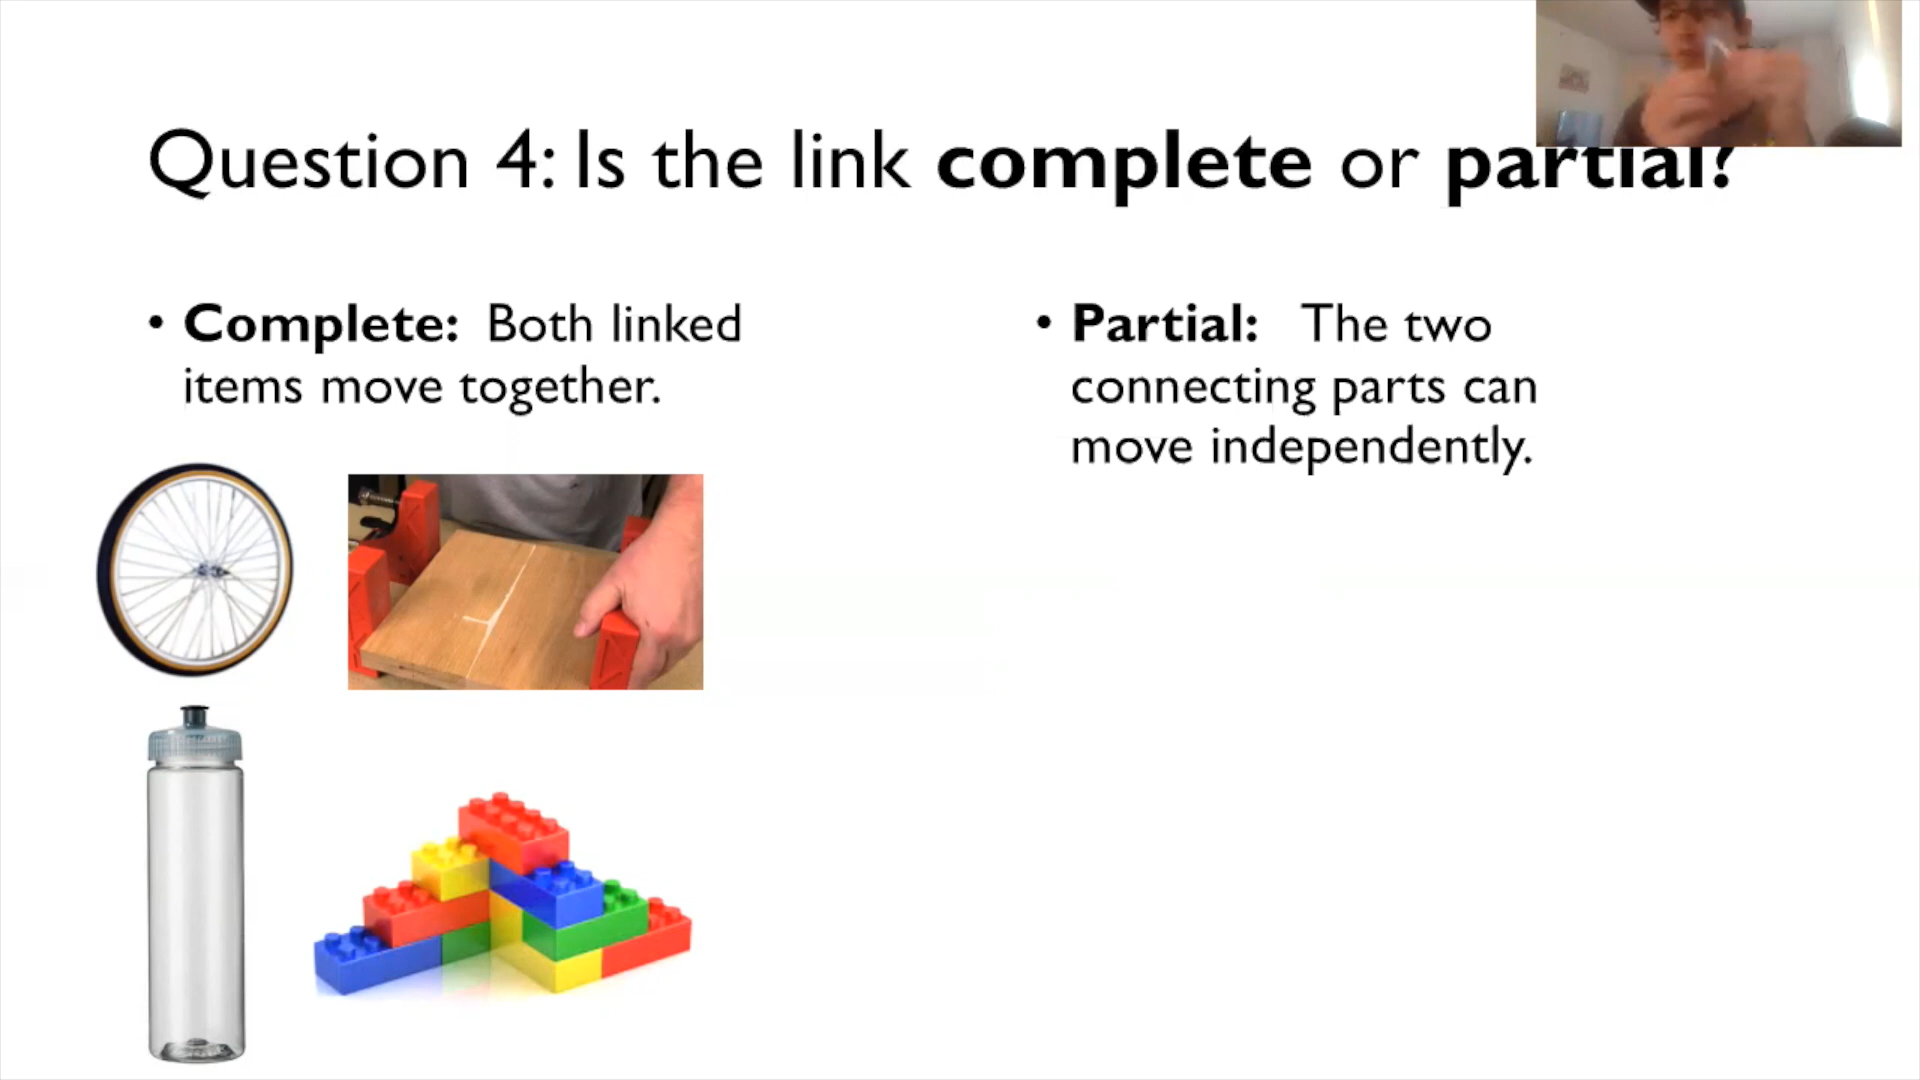 Question 4: Is the link complete or partial?
• Complete: Both linked
items move together.
• Partial: The two
connecting parts can
move independently.